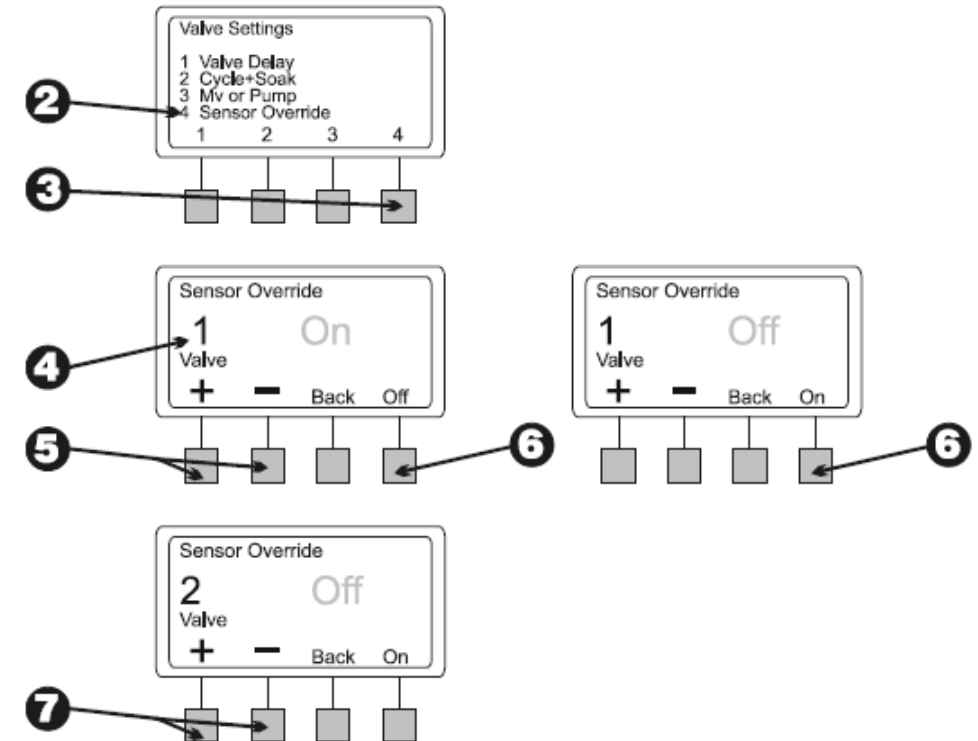 Valve Settings
1 Valve Delay
2 Cycle+Soak
3 Mv or Pump
4 Sensor Override
1 2 3 4
2
3
Sensor Override
1 On
Valve
+ − Back Off
4
5
6
Sensor Override
1 Off
Valve
+ − Back On
6
Sensor Override
2 Off
Valve
+ − Back On
7